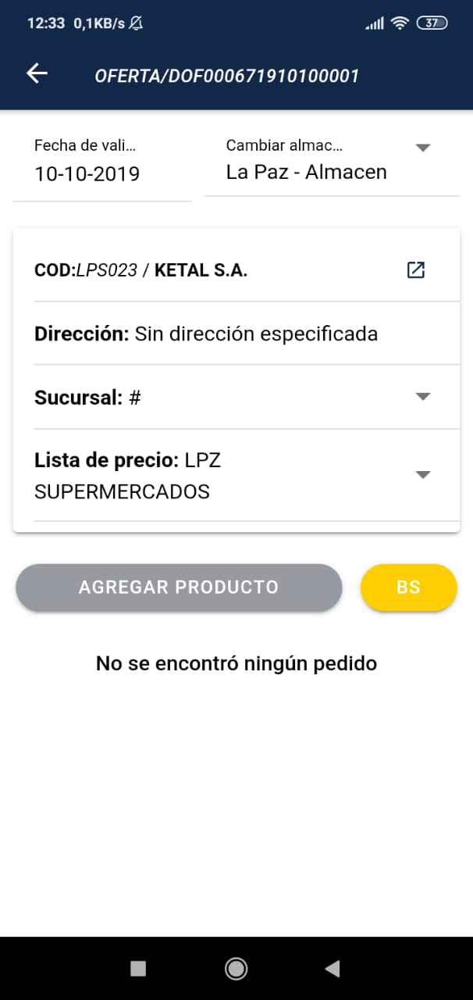 12:33 0,1KB/s 37
OFERTA/DOF000671910100001
Fecha de vali... Cambiar almac...
10-10-2019 La Paz - Almacen
COD:LPS023 / KETAL S.A.
Dirección: Sin dirección especificada
Sucursal: #
Lista de precio: LPZ
SUPERMERCADOS
AGREGAR PRODUCTO BS
No se encontró ningún pedido